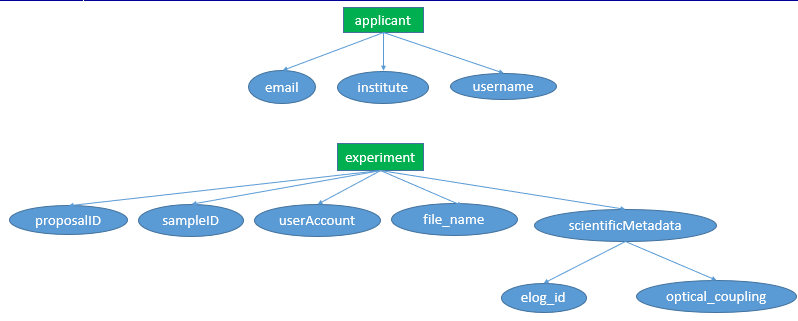 applicant
email
institute
username
experiment
proposalID
sampleID
userAccount
file_name
scientificMetadata
elog_id
optical_coupling